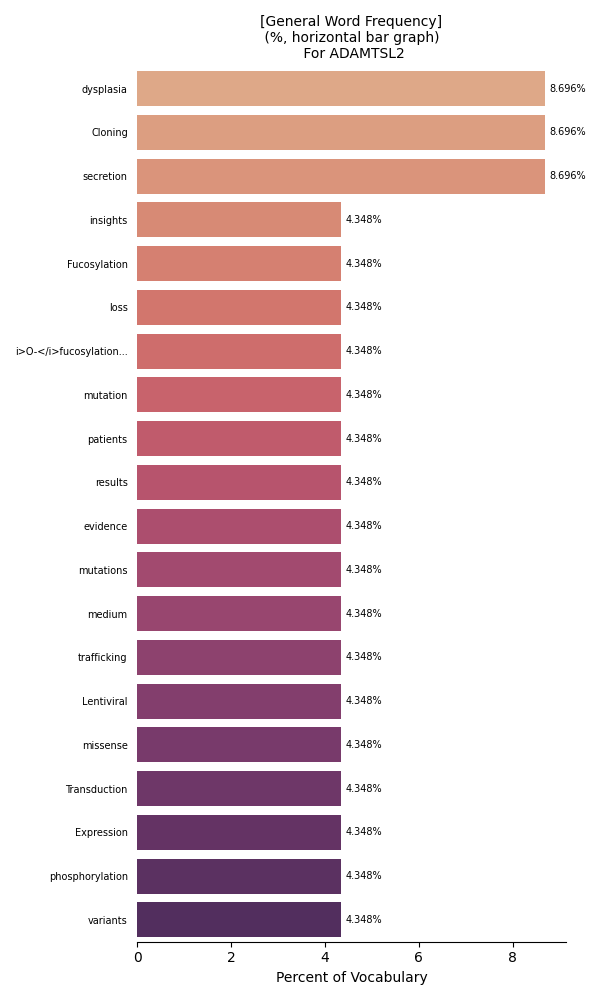 [General Word Frequency]
(%, horizontal bar graph)
For ADAMTSL2
dysplasia 8.696%
Cloning 8.696%
secretion 8.696%
insights 4.348%
Fucosylation 4.348%
loss 4.348%
i>O-</i>fucosylation... 4.348%
mutation 4.348%
patients 4.348%
results 4.348%
evidence 4.348%
mutations 4.348%
medium 4.348%
trafficking 4.348%
Lentiviral 4.348%
missense 4.348%
Transduction 4.348%
Expression 4.348%
phosphorylation 4.348%
variants 4.348%
0 2 4 6 8
Percent of Vocabulary